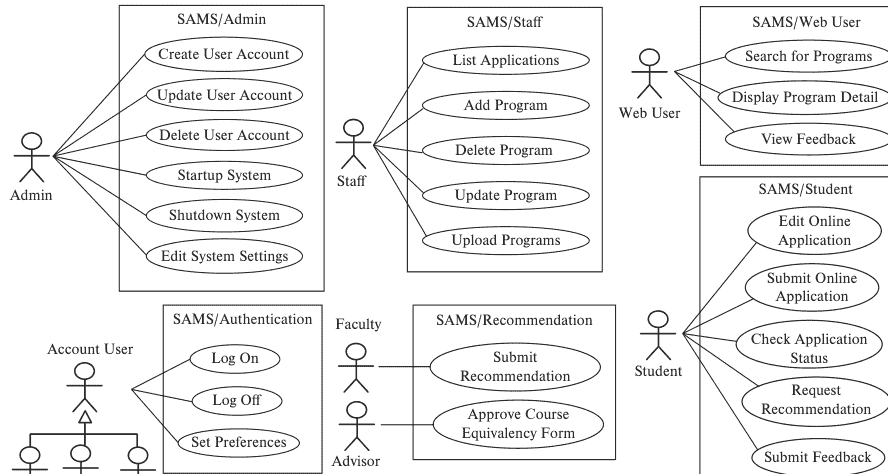 SAMS/Admin
Create User Account
Update User Account
Delete User Account
Startup System
Shutdown System
Edit System Settings
Admin
SAMS/Staff
List Applications
Add Program
Delete Program
Update Program
Upload Programs
Staff
SAMS/Web User
Search for Programs
Display Program Detail
View Feedback
Web User
SAMS/Student
Edit Online
Application
Submit Online
Application
Check Application
Status
Request
Recommendation
Submit Feedback
Student
SAMS/Authentication
Log On
Log Off
Set Preferences
Account User
SAMS/Recommendation
Submit
Recommendation
Approve Course
Equivalency Form
Faculty
Advisor